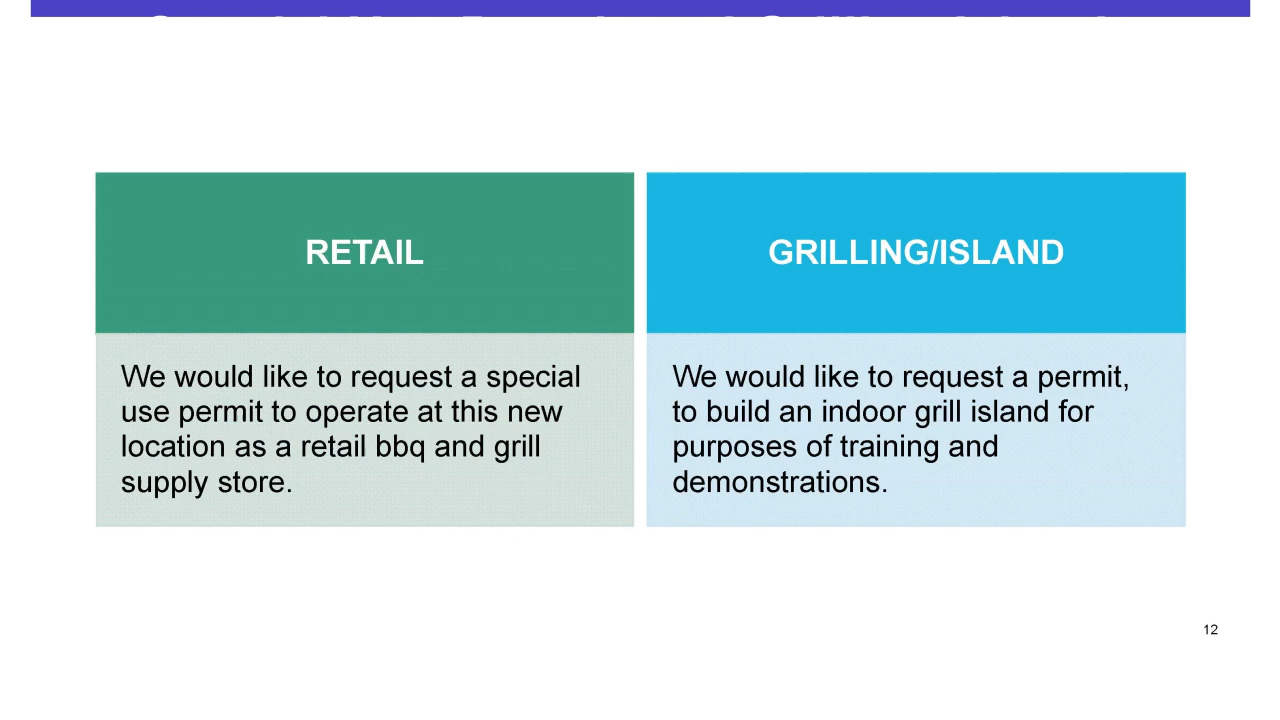 RETAIL
We would like to request a special
use permit to operate at this new
location as a retail bbq and grill
supply store.
GRILLING/ISLAND
We would like to request a permit,
to build an indoor grill island for
purposes of training and
demonstrations.
12